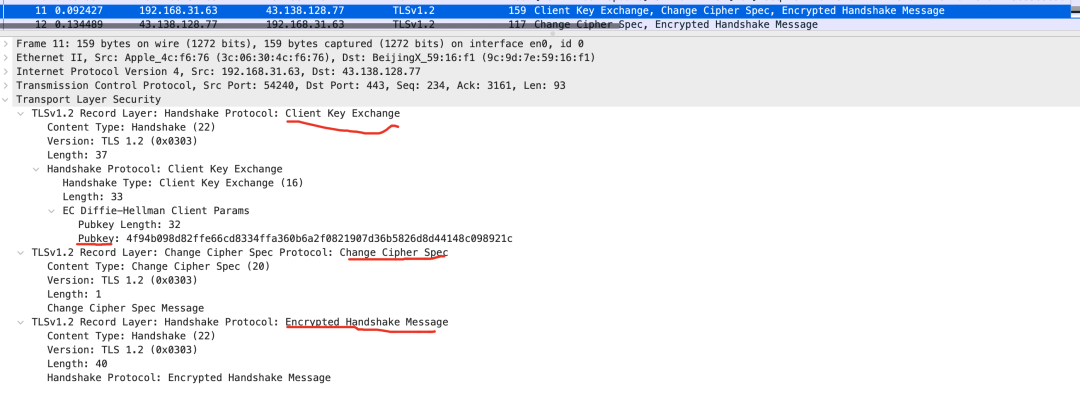 11 0.092427 192.168.31.63 43.138.128.77 TLSv1.2 159 Client Key Exchange, Change Cipher Spec, Encrypted Handshake Message
12 0.134489 43.138.128.77 192.168.31.63 TLSv1.2 117 Change Cipher Spec, Encrypted Handshake Message
Frame 11: 159 bytes on wire (1272 bits), 159 bytes captured (1272 bits) on interface en0, id 0
Ethernet II, Src: Apple_4c:f6:76 (3c:06:30:4c:f6:76), Dst: BeijingX_59:16:f1 (9c:9d:7e:59:16:f1)
Internet Protocol Version 4, Src: 192.168.31.63, Dst: 43.138.128.77
Transmission Control Protocol, Src Port: 54240, Dst Port: 443, Seq: 234, Ack: 3161, Len: 93
Transport Layer Security
TLSv1.2 Record Layer: Handshake Protocol: Client Key Exchange
Content Type: Handshake (22)
Version: TLS 1.2 (0x0303)
Length: 37
Handshake Protocol: Client Key Exchange
Handshake Type: Client Key Exchange (16)
Length: 33
EC Diffie-Hellman Client Params
Pubkey Length: 32
Pubkey: 4f94b098d82ffe66cd8334ffa360b6a2f0821907d36b5826d8d44148c098921c
TLSv1.2 Record Layer: Change Cipher Spec Protocol: Change Cipher Spec
Content Type: Change Cipher Spec (20)
Version: TLS 1.2 (0x0303)
Length: 1
Change Cipher Spec Message
TLSv1.2 Record Layer: Handshake Protocol: Encrypted Handshake Message
Content Type: Handshake (22)
Version: TLS 1.2 (0x0303)
Length: 40
Handshake Protocol: Encrypted Handshake Message